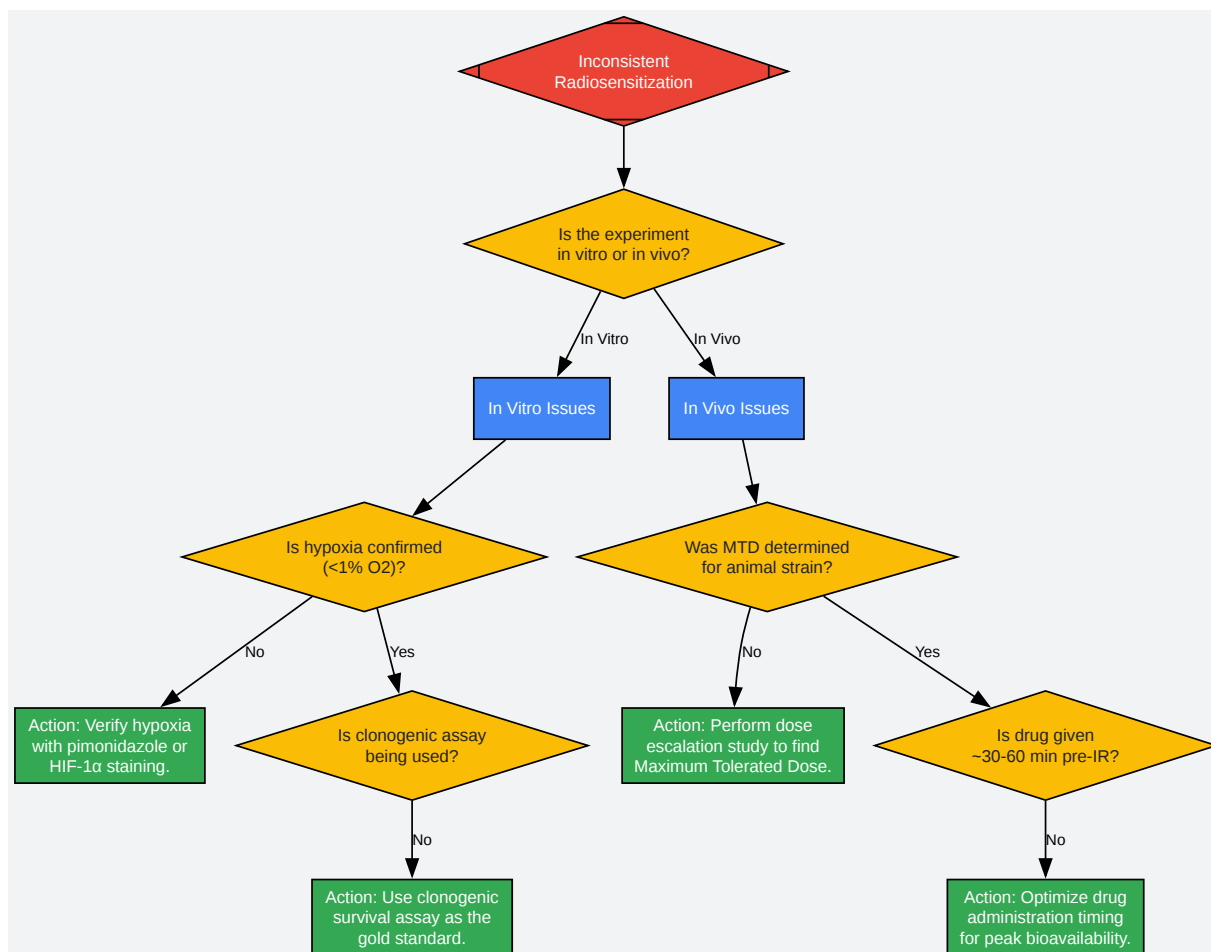 Inconsistent
Radiosensitization
Is the experiment
in vitro or in vivo?
In Vitro
In Vivo
In Vitro Issues
In Vivo Issues
Is hypoxia confirmed
(<1% O2)?
Was MTD determined
for animal strain?
No
Yes
No
Yes
Action: Verify hypoxia
with pimonidazole or
HIF-1α staining.
Is clonogenic assay
being used?
Action: Perform dose
escalation study to find
Maximum Tolerated Dose.
Is drug given
~30-60 min pre-IR?
No
No
Action: Use clonogenic
survival assay as the
gold standard.
Action: Optimize drug
administration timing
for peak bioavailability.